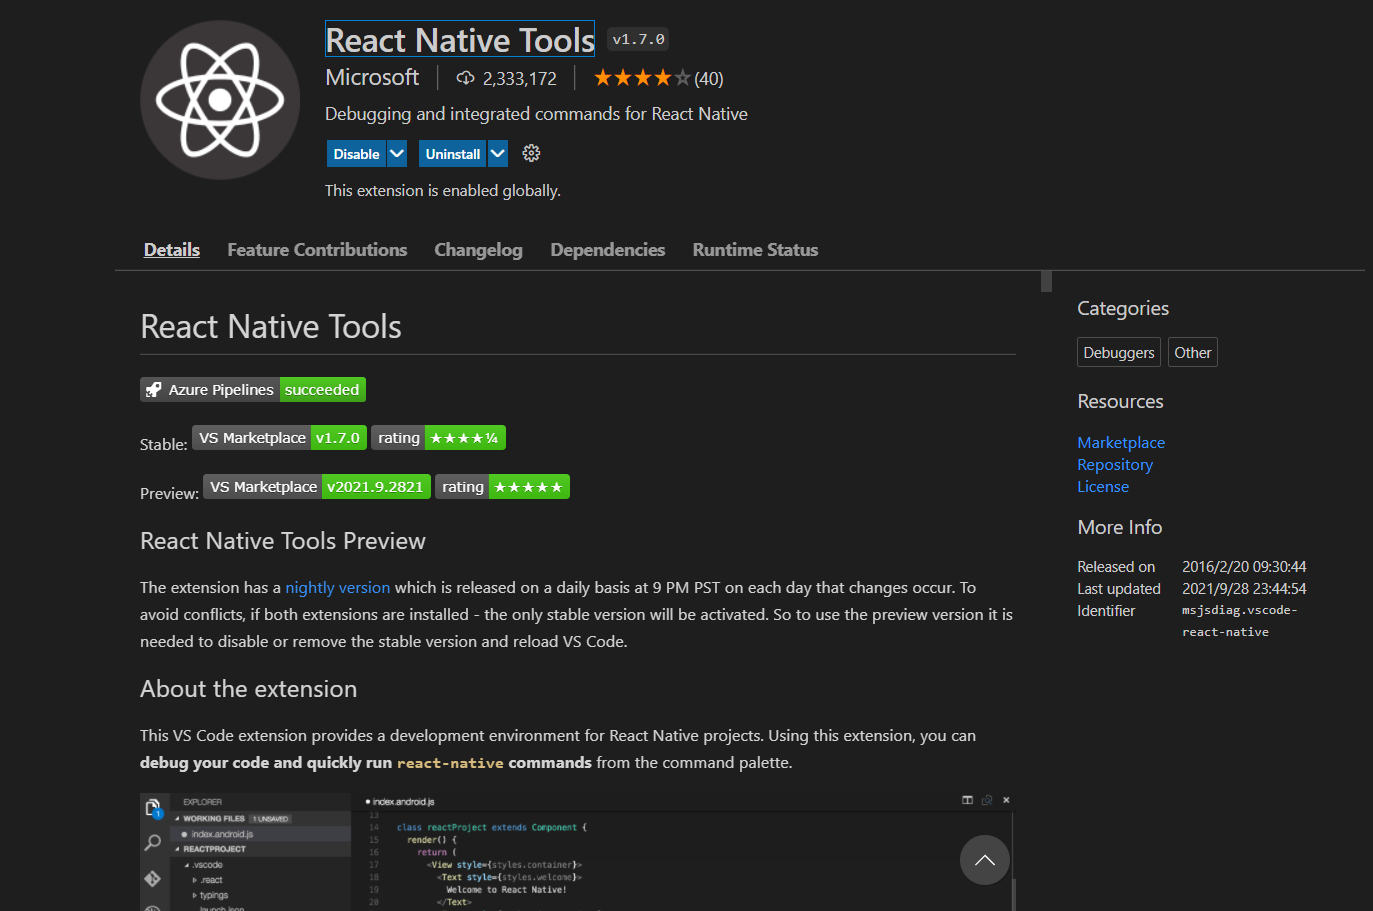 React Native Tools v1.7.0
Microsoft 2,333,172 (40)
Debugging and integrated commands for React Native
Disable Uninstall
This extension is enabled globally.
Details Feature Contributions Changelog Dependencies Runtime Status
React Native Tools
Azure Pipelines succeeded
Stable: VS Marketplace v1.7.0 rating ★★★★¼
Preview: VS Marketplace v2021.9.2821 rating ★★★★★
React Native Tools Preview
The extension has a nightly version which is released on a daily basis at 9 PM PST on each day that changes occur. To
avoid conflicts, if both extensions are installed - the only stable version will be activated. So to use the preview version it is
needed to disable or remove the stable version and reload VS Code.
About the extension
This VS Code extension provides a development environment for React Native projects. Using this extension, you can
debug your code and quickly run react-native commands from the command palette.
EXPLORER
WORKING FILES 1 UNSAVED
index.android.js
REACTPROJECT
.vscode
.react
typings
launch.json
index.android.js
13
14 class reactProject extends Component {
15 render() {
16 return (
17 <View style={styles.container}>
18 <Text style={styles.welcome}>
19 Welcome to React Native!
20 </Text>
Categories
Debuggers Other
Resources
Marketplace
Repository
License
More Info
Released on 2016/2/20 09:30:44
Last updated 2021/9/28 23:44:54
Identifier msjsdiag.vscode-
react-native